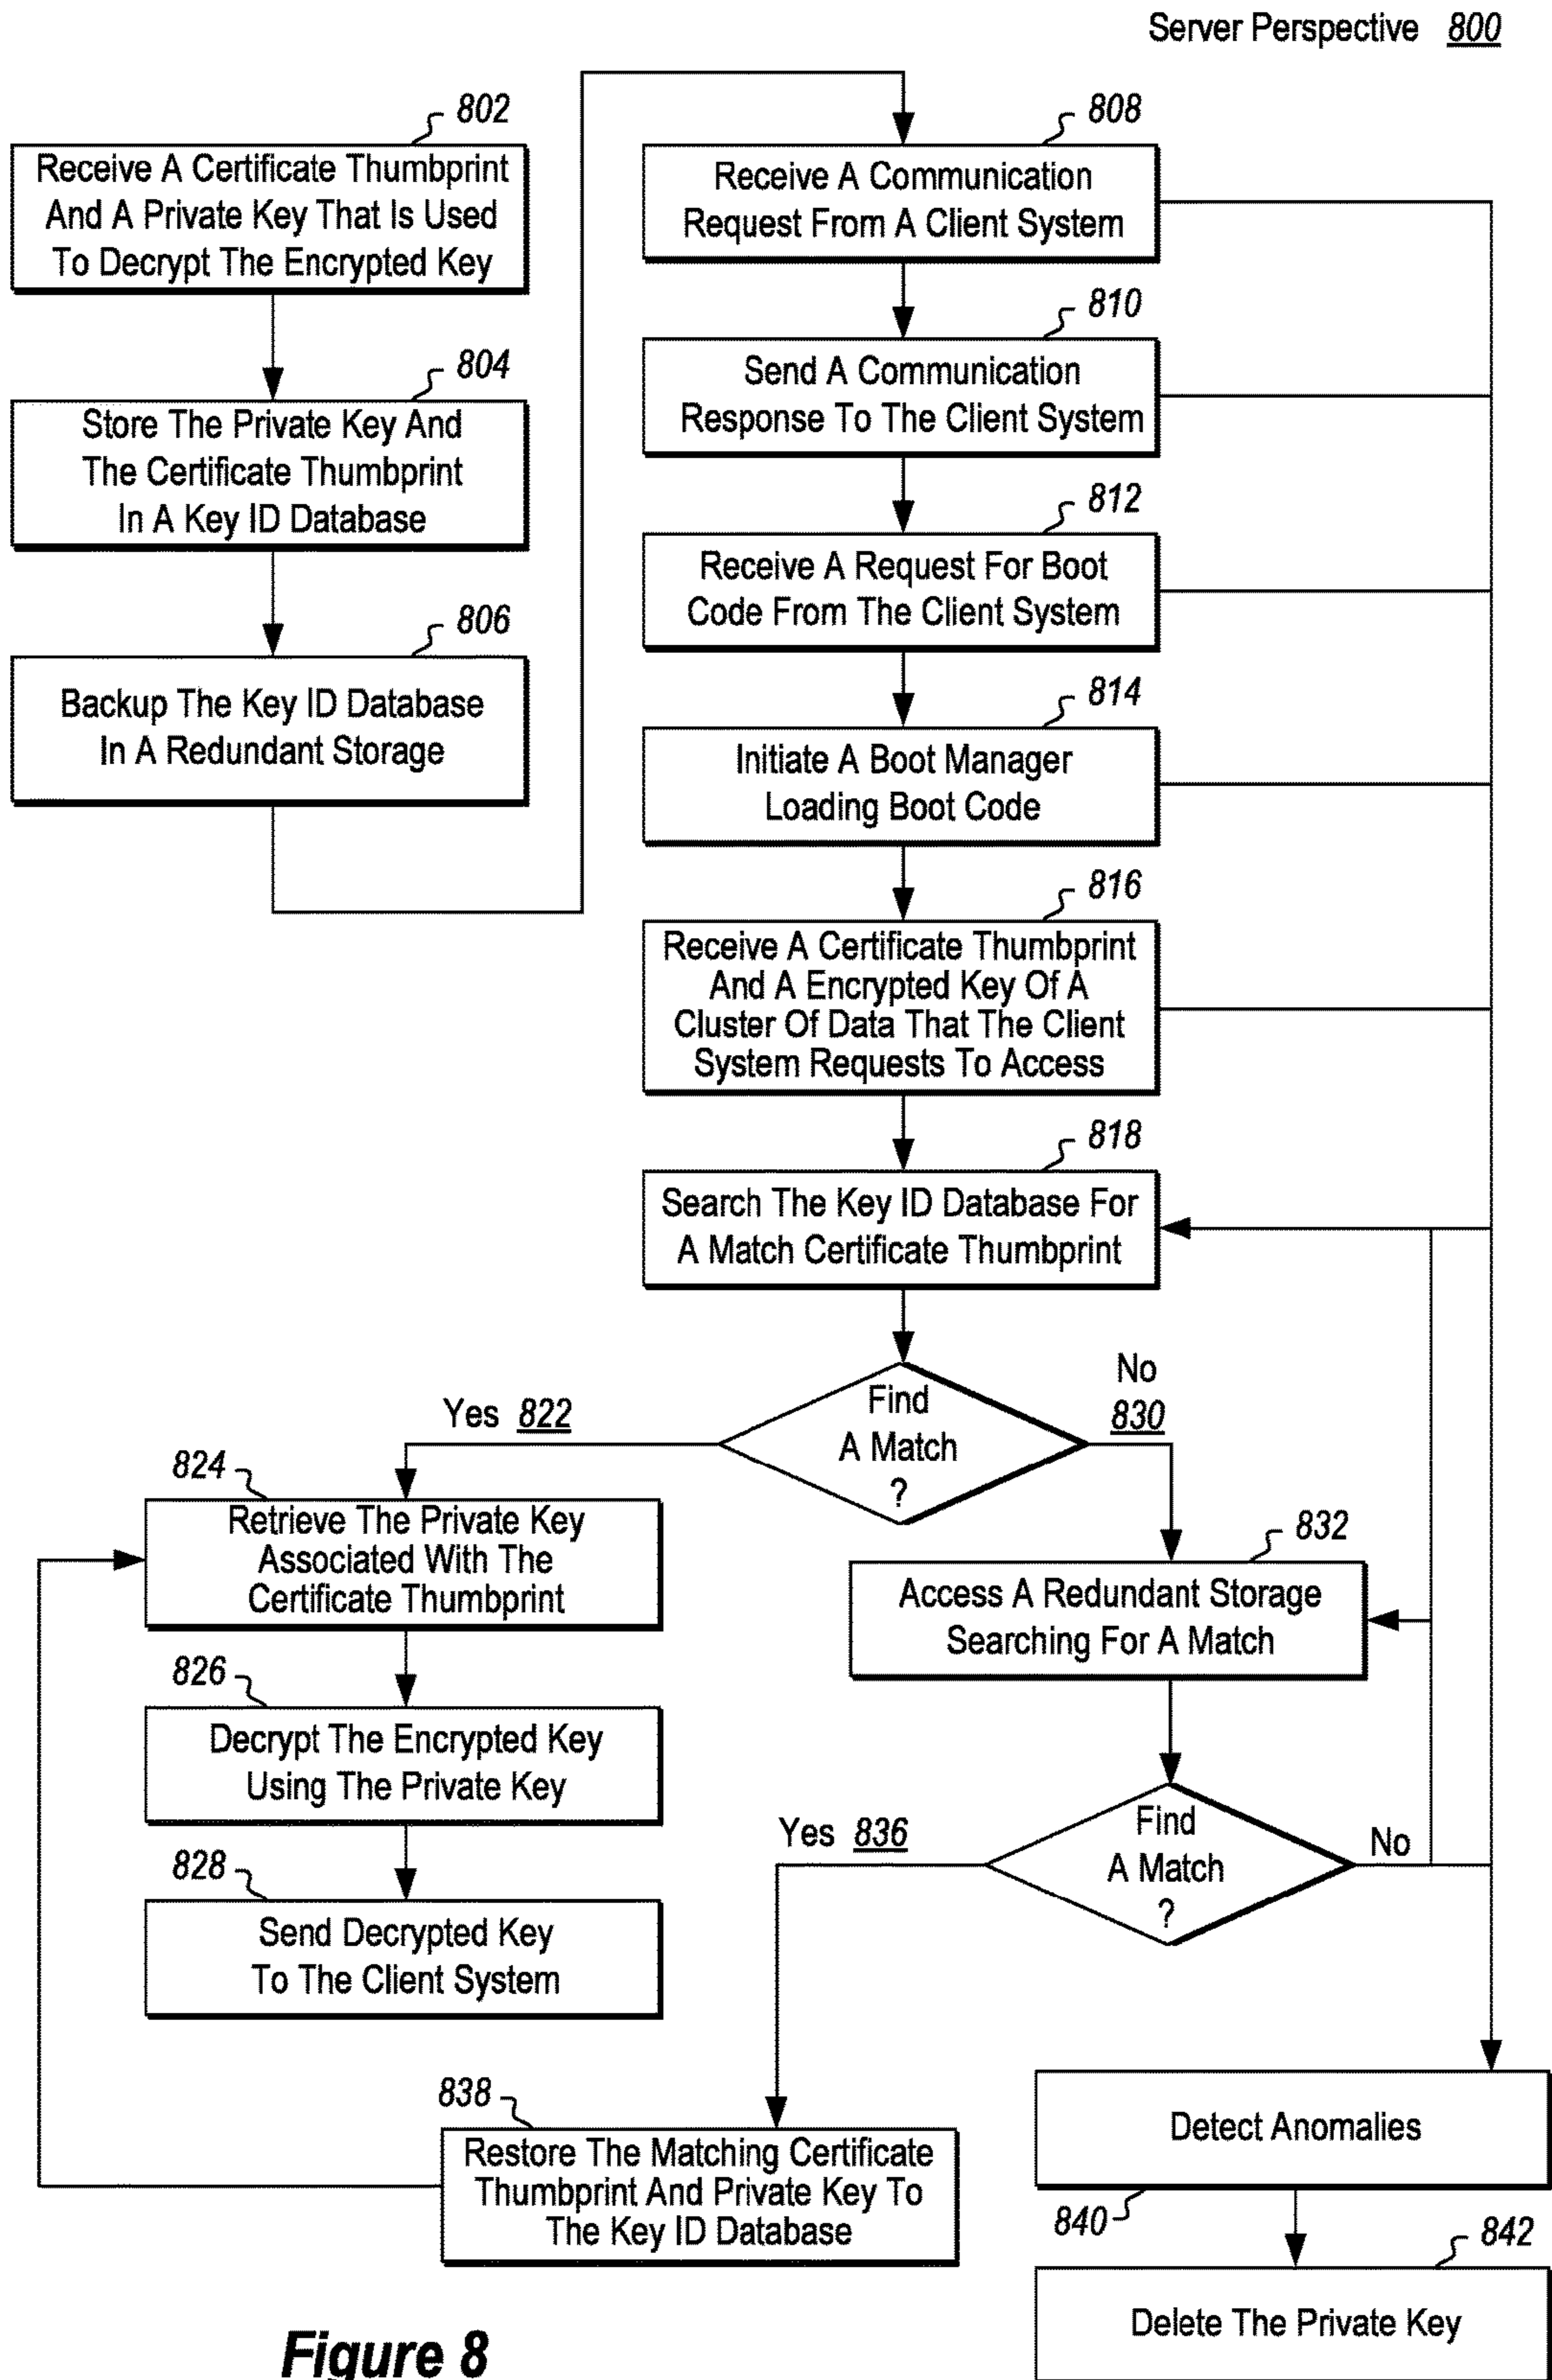 Server Perspective 800
802
Receive A Certificate Thumbprint
And A Private Key That Is Used
To Decrypt The Encrypted Key
804
Store The Private Key And
The Certificate Thumbprint
In A Key ID Database
806
Backup The Key ID Database
In A Redundant Storage
808
Receive A Communication
Request From A Client System
810
Send A Communication
Response To The Client System
812
Receive A Request For Boot
Code From The Client System
814
Initiate A Boot Manager
Loading Boot Code
816
Receive A Certificate Thumbprint
And A Encrypted Key Of A
Cluster Of Data That The Client
System Requests To Access
818
Search The Key ID Database For
A Match Certificate Thumbprint
Find
A Match
?
Yes 822
No
830
824
Retrieve The Private Key
Associated With The
Certificate Thumbprint
826
Decrypt The Encrypted Key
Using The Private Key
828
Send Decrypted Key
To The Client System
832
Access A Redundant Storage
Searching For A Match
Find
A Match
?
Yes 836
No
838
Restore The Matching Certificate
Thumbprint And Private Key To
The Key ID Database
Detect Anomalies
840
842
Delete The Private Key
Figure 8